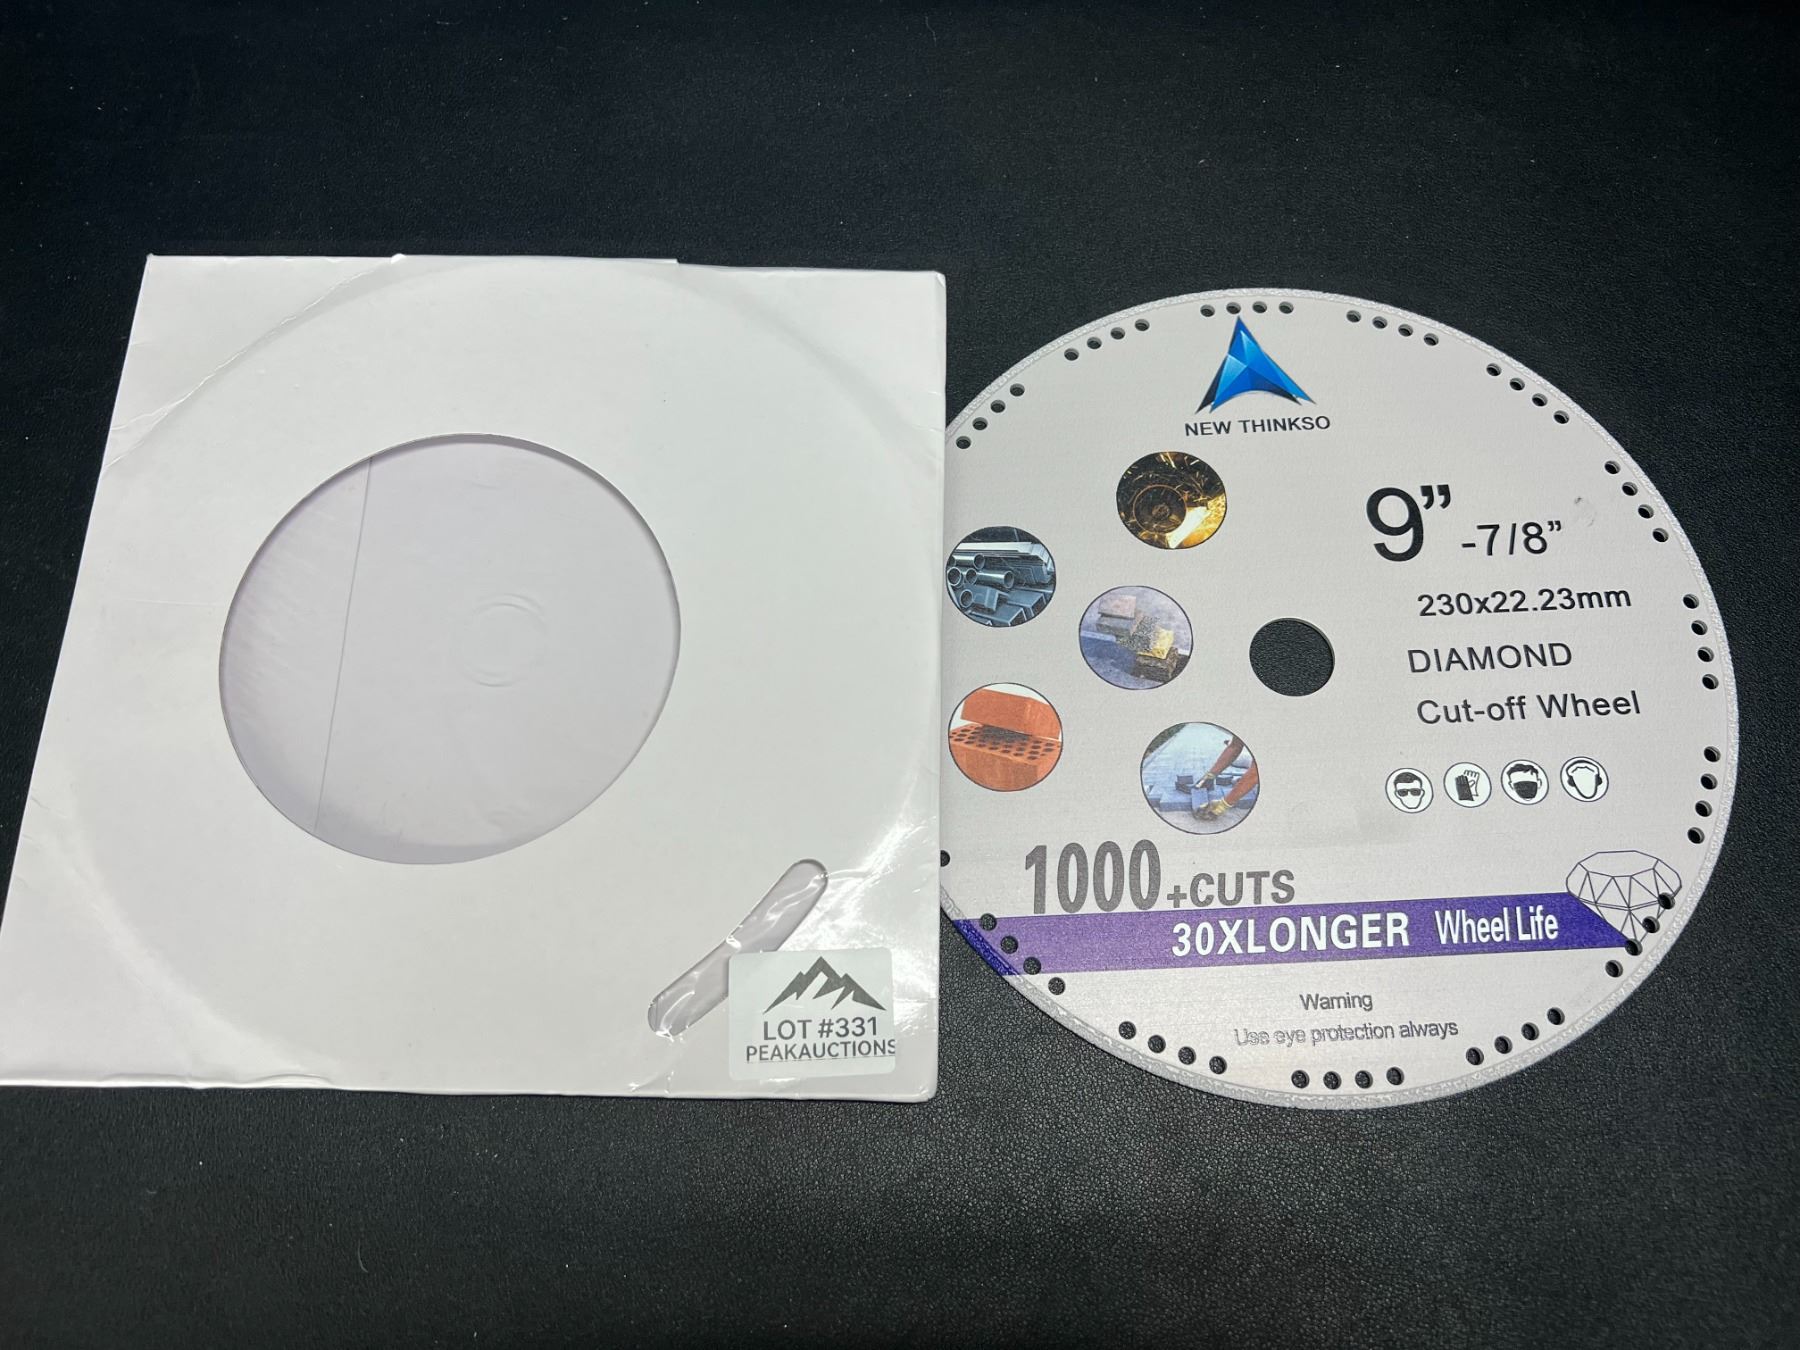 NEW THINKSO
9” -7/8”
230x22.23mm
DIAMOND
Cut-off Wheel
1000+CUTS
30XLONGER Wheel Life
Warning
Use eye protection always
LOT #331
PEAKAUCTIONS